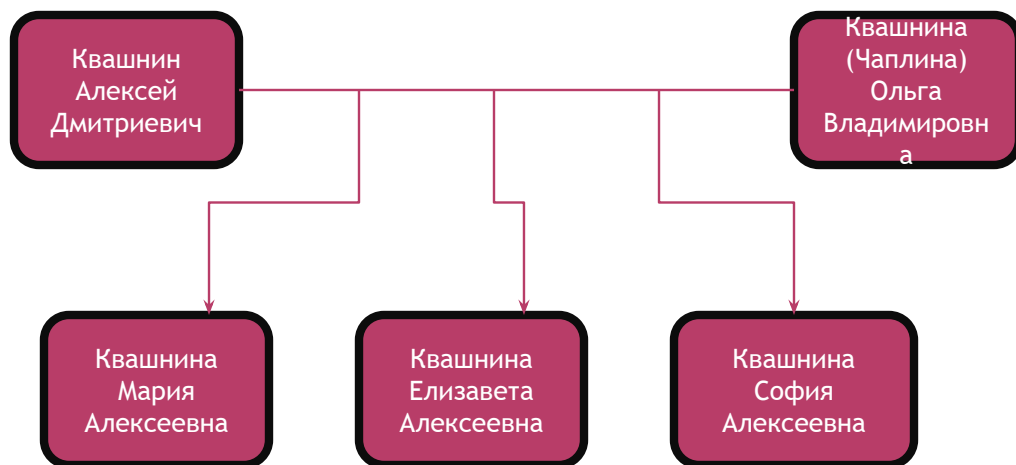 Квашнин
Алексей
Дмитриевич
Квашнина
(Чаплина)
Ольга
Владимировн
а
Квашнина
Мария
Алексеевна
Квашнина
Елизавета
Алексеевна
Квашнина
София
Алексеевна